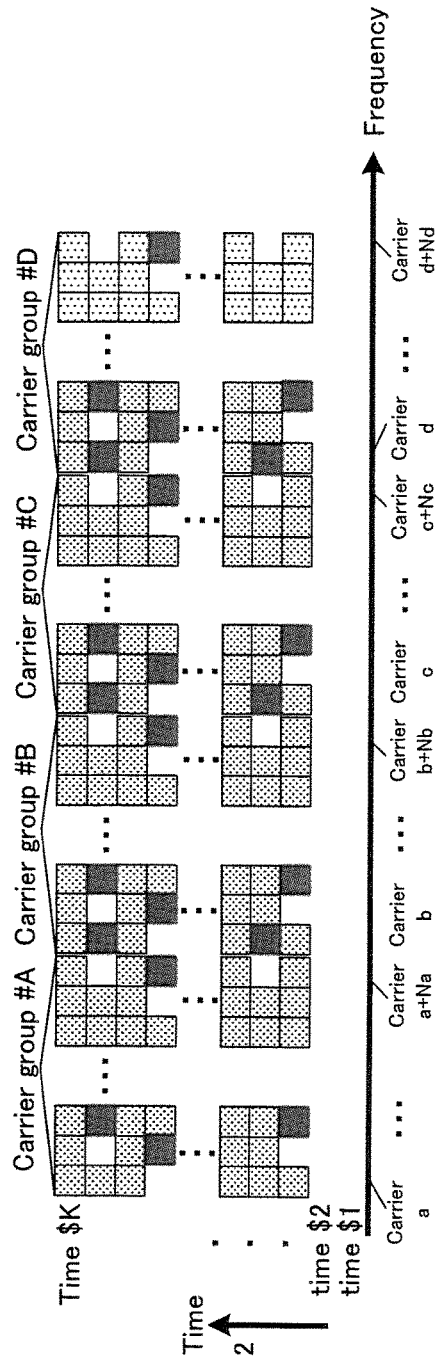 Carrier group #A
Carrier group #B
Carrier group #C
Carrier group #D
Time $K
time $2
time $1
Time
2
Frequency
Carrier
a
Carrier
a+Na
Carrier
b
Carrier
b+Nb
Carrier
c
Carrier
c+Nc
Carrier
d
Carrier
d+Nd